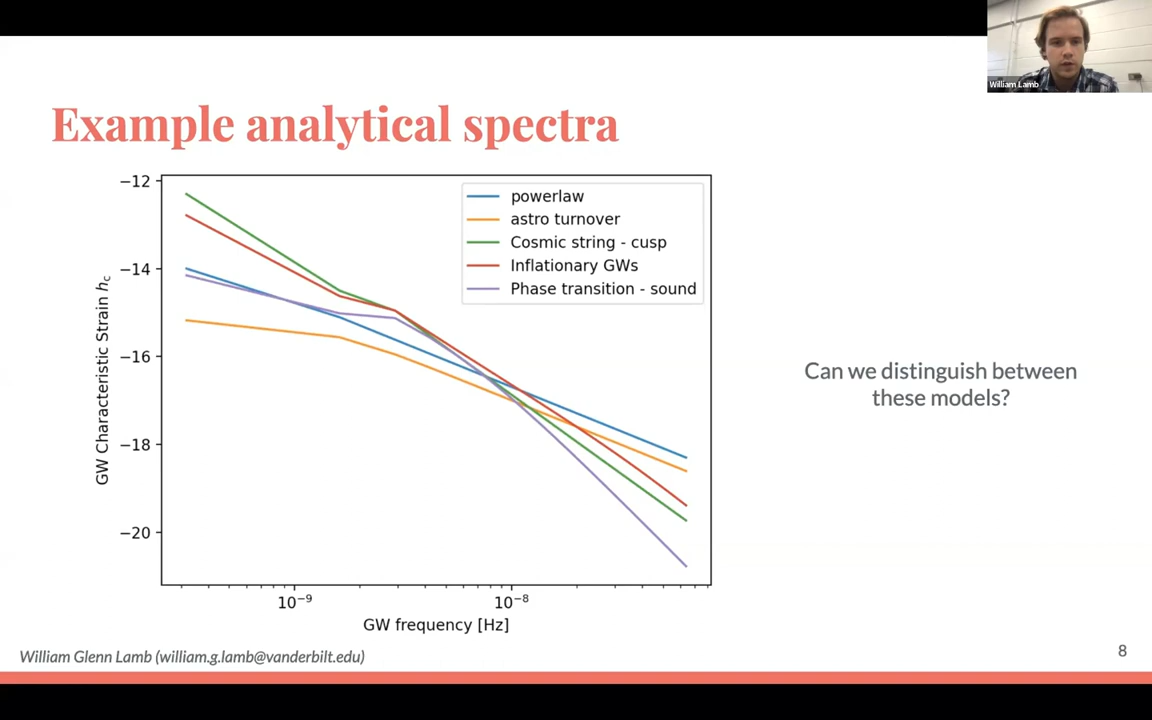 William Lamb
Example analytical spectra
−12
−14
−16
−18
−20
GW Characteristic Strain h_c
powerlaw
astro turnover
Cosmic string - cusp
Inflationary GWs
Phase transition - sound
10⁻⁹
10⁻⁸
GW frequency [Hz]
Can we distinguish between
these models?
William Glenn Lamb (william.g.lamb@vanderbilt.edu)
8